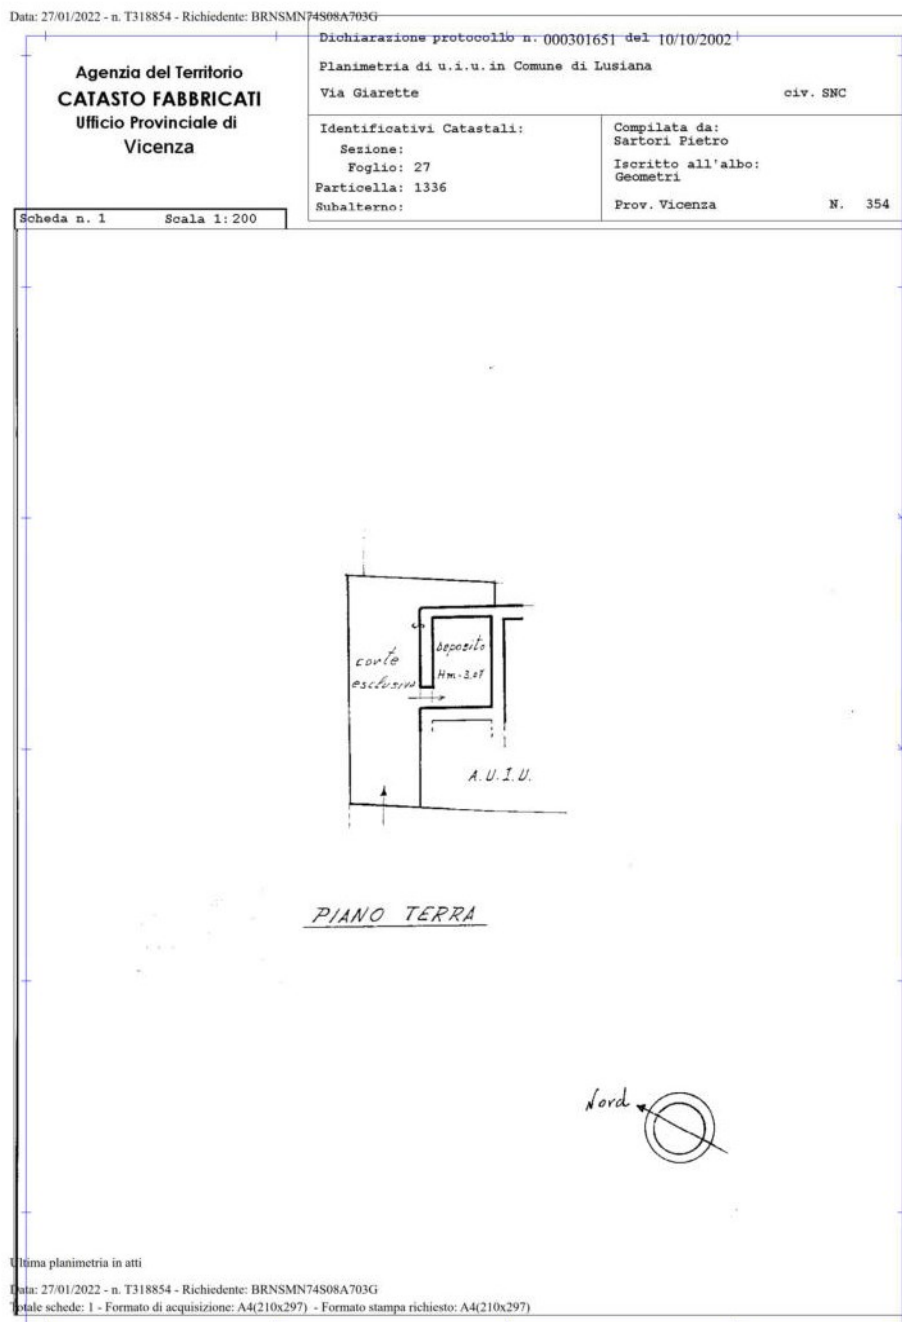 Data: 27/01/2022 - n. T318854 - Richiedente: BRNSMN74S08A703G
Agenzia del Territorio
CATASTO FABBRICATI
Ufficio Provinciale di
Vicenza
Dichiarazione protocollo n. 000301651 del 10/10/2002
Planimetria di u.i.u. in Comune di Lusiana
Via Giarette civ. SNC
Identificativi Catastali:
Sezione:
Foglio: 27
Particella: 1336
Subalterno:
Compilata da:
Sartori Pietro
Iscritto all'albo:
Geometri
Prov. Vicenza N. 354
Scheda n. 1 Scala 1:200
corte
esclusiva
deposito
Hm=3.07
A.U.I.U.
PIANO TERRA
Nord
Ultima planimetria in atti
Data: 27/01/2022 - n. T318854 - Richiedente: BRNSMN74S08A703G
Totale schede: 1 - Formato di acquisizione: A4(210x297) - Formato stampa richiesto: A4(210x297)